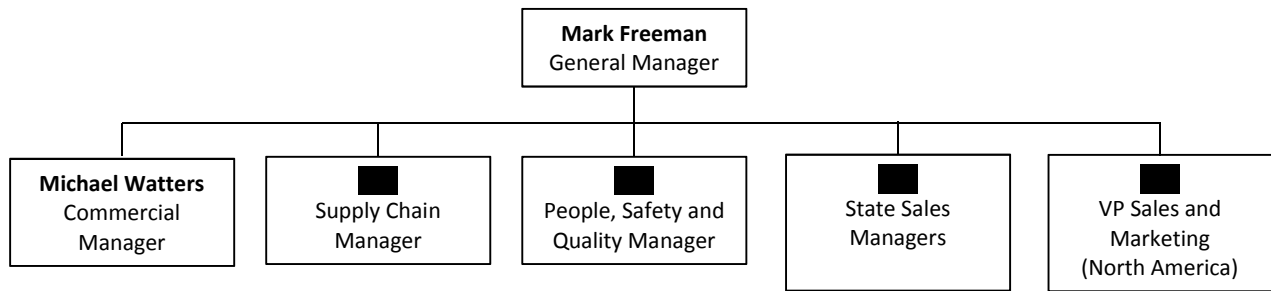 Mark Freeman
General Manager
Michael Watters
Commercial
Manager
Supply Chain
Manager
People, Safety and
Quality Manager
State Sales
Managers
VP Sales and
Marketing
(North America)